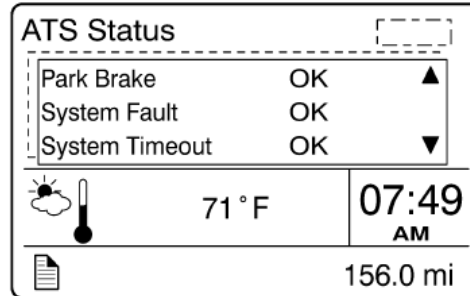 ATS Status
Park Brake OK
System Fault OK
System Timeout OK
71°F
07:49
AM
156.0 mi